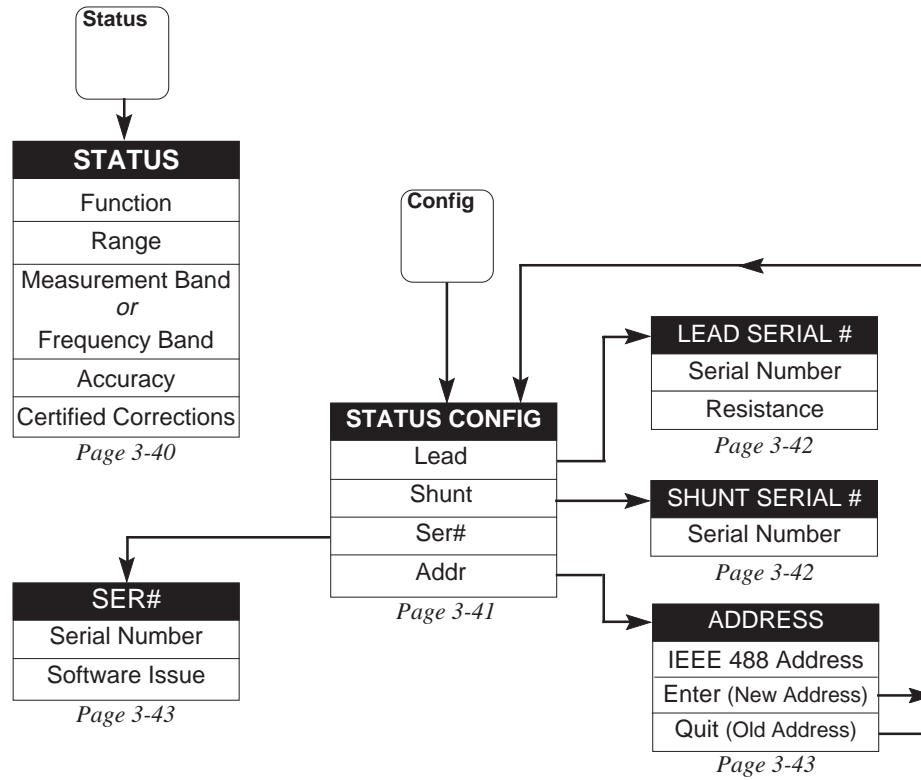 Status
STATUS
Function
Range
Measurement Band
or
Frequency Band
Accuracy
Certified Corrections
Page 3-40
Config
STATUS CONFIG
Lead
Shunt
Ser#
Addr
Page 3-41
LEAD SERIAL #
Serial Number
Resistance
Page 3-42
SHUNT SERIAL #
Serial Number
Page 3-42
SER#
Serial Number
Software Issue
Page 3-43
ADDRESS
IEEE 488 Address
Enter (New Address)
Quit (Old Address)
Page 3-43